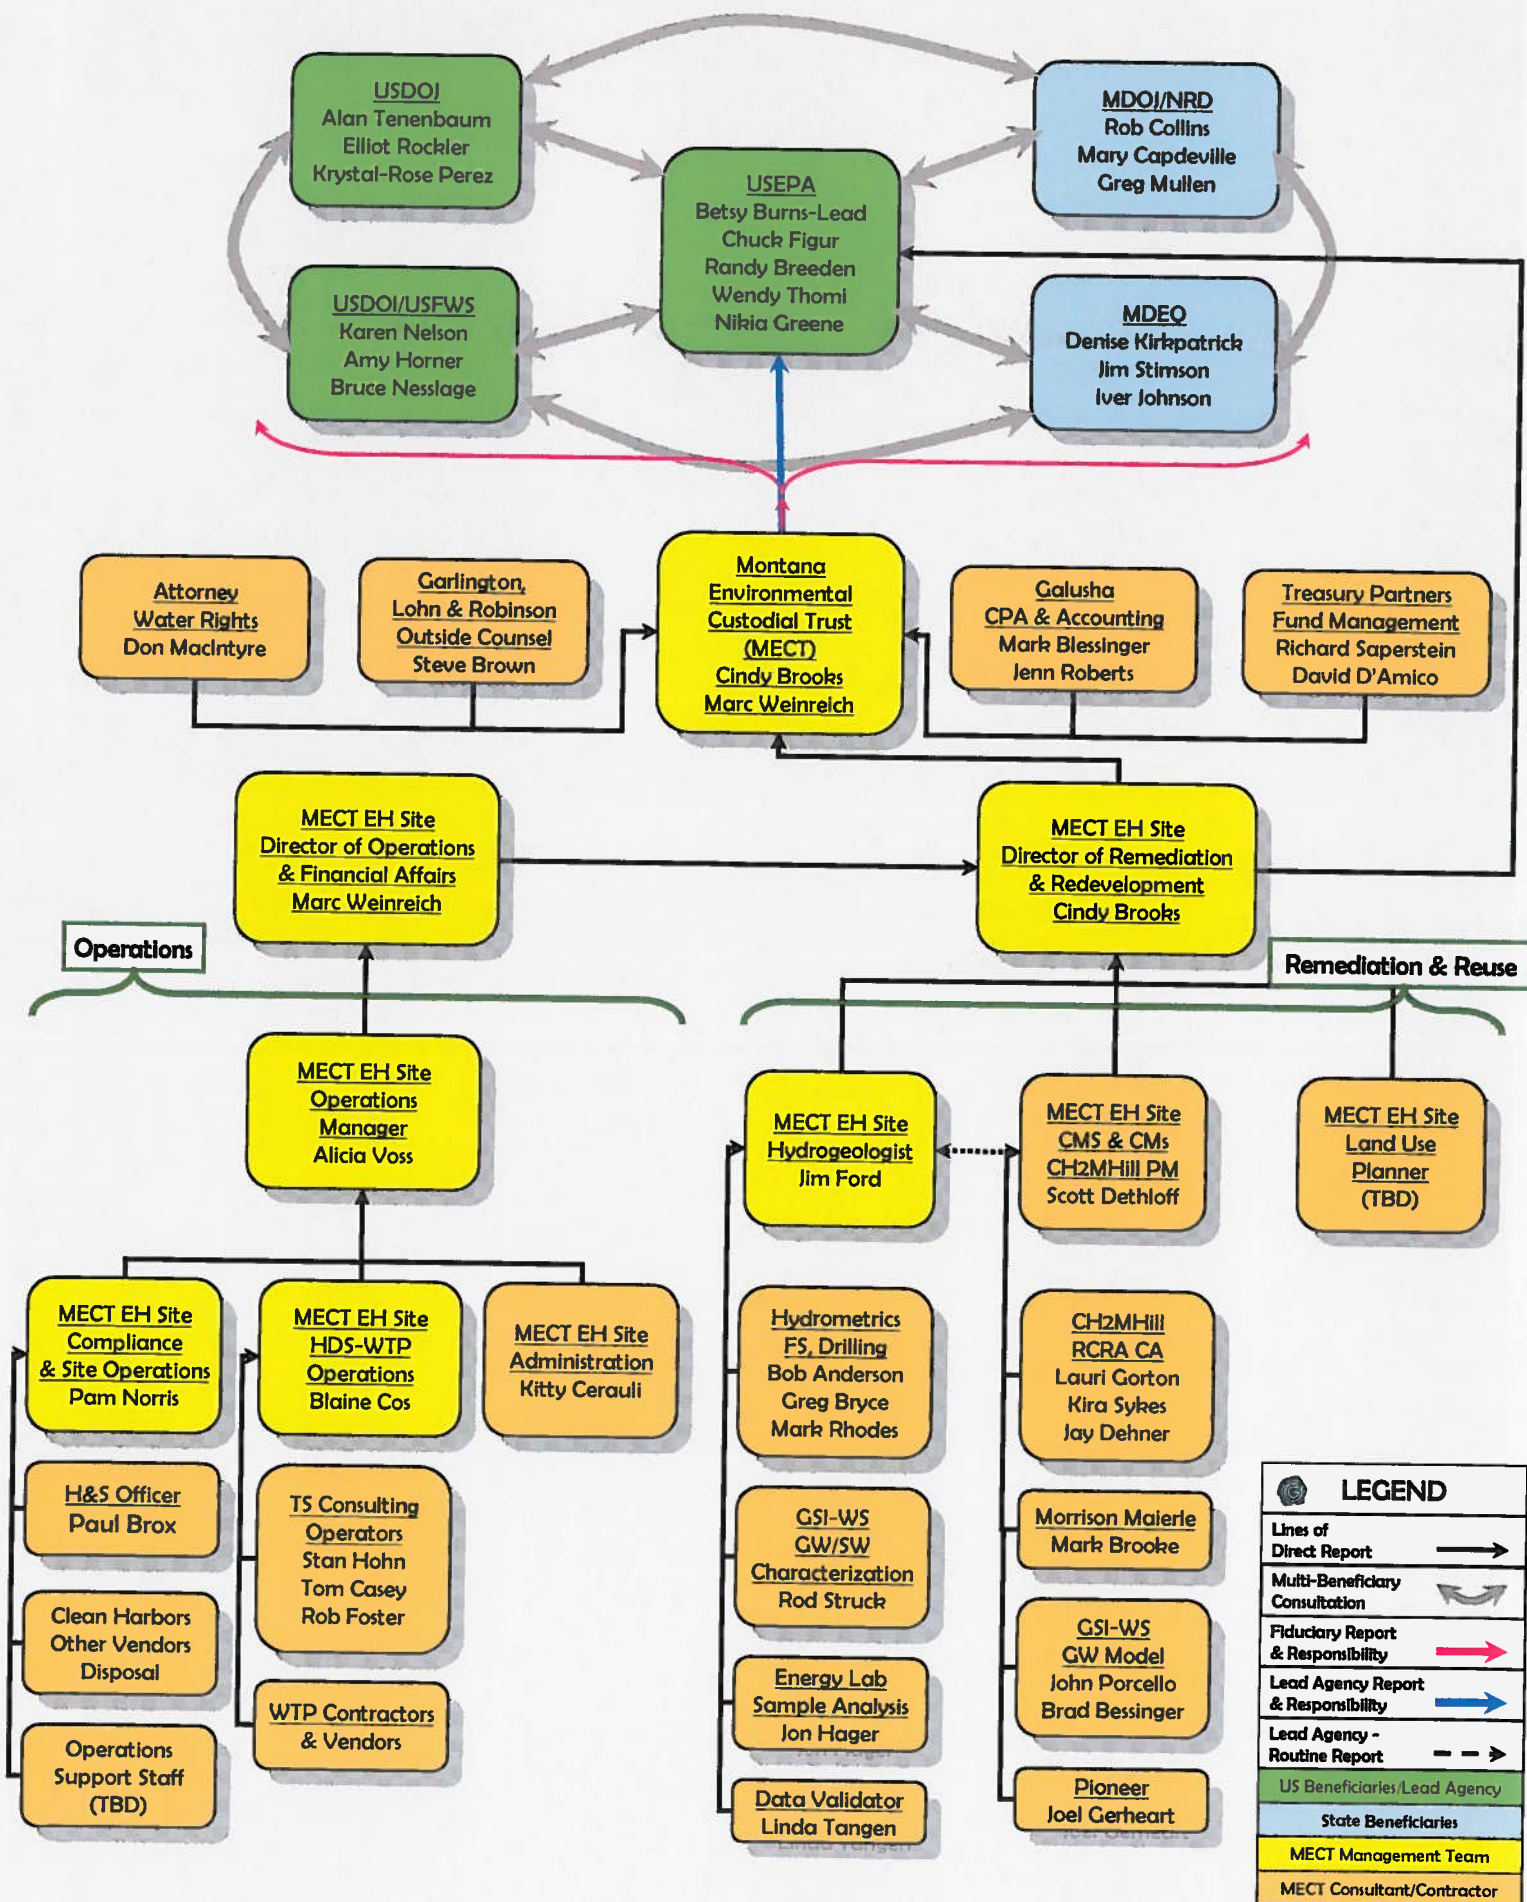 USDOJ
Alan Tenenbaum
Elliot Rockler
Krystal-Rose Perez
MDOJ/NRD
Rob Collins
Mary Capdeville
Greg Mullen
USEPA
Betsy Burns-Lead
Chuck Figur
Randy Breeden
Wendy Thomi
Nikia Greene
USDOI/USFWS
Karen Nelson
Amy Horner
Bruce Nesslage
MDEQ
Denise Kirkpatrick
Jim Stimson
Iver Johnson
Attorney
Water Rights
Don MacIntyre
Garlington,
Lohn & Robinson
Outside Counsel
Steve Brown
Montana
Environmental
Custodial Trust
(MECT)
Cindy Brooks
Marc Weinreich
Galusha
CPA & Accounting
Mark Blessinger
Jenn Roberts
Treasury Partners
Fund Management
Richard Saperstein
David D'Amico
MECT EH Site
Director of Operations
& Financial Affairs
Marc Weinreich
MECT EH Site
Director of Remediation
& Redevelopment
Cindy Brooks
Operations
Remediation & Reuse
MECT EH Site
Operations
Manager
Alicia Voss
MECT EH Site
Hydrogeologist
Jim Ford
MECT EH Site
CMS & CMs
CH2MHill PM
Scott Dethloff
MECT EH Site
Land Use
Planner
(TBD)
MECT EH Site
Compliance
& Site Operations
Pam Norris
MECT EH Site
HDS-WTP
Operations
Blaine Cos
MECT EH Site
Administration
Kitty Cerauli
H&S Officer
Paul Brox
Clean Harbors
Other Vendors
Disposal
Operations
Support Staff
(TBD)
TS Consulting
Operators
Stan Hohn
Tom Casey
Rob Foster
WTP Contractors
& Vendors
Hydrometrics
FS, Drilling
Bob Anderson
Greg Bryce
Mark Rhodes
GSI-WS
GW/SW
Characterization
Rod Struck
Energy Lab
Sample Analysis
Jon Hager
Data Validator
Linda Tangen
CH2MHill
RCRA CA
Lauri Gorton
Kira Sykes
Jay Dehner
Morrison Maierle
Mark Brooke
GSI-WS
GW Model
John Porcello
Brad Bessinger
Pioneer
Joel Gerheart
G
LEGEND
Lines of
Direct Report
Multi-Beneficiary
Consultation
Fiduciary Report
& Responsibility
Lead Agency Report
& Responsibility
Lead Agency -
Routine Report
US Beneficiaries/Lead Agency
State Beneficiaries
MECT Management Team
MECT Consultant/Contractor